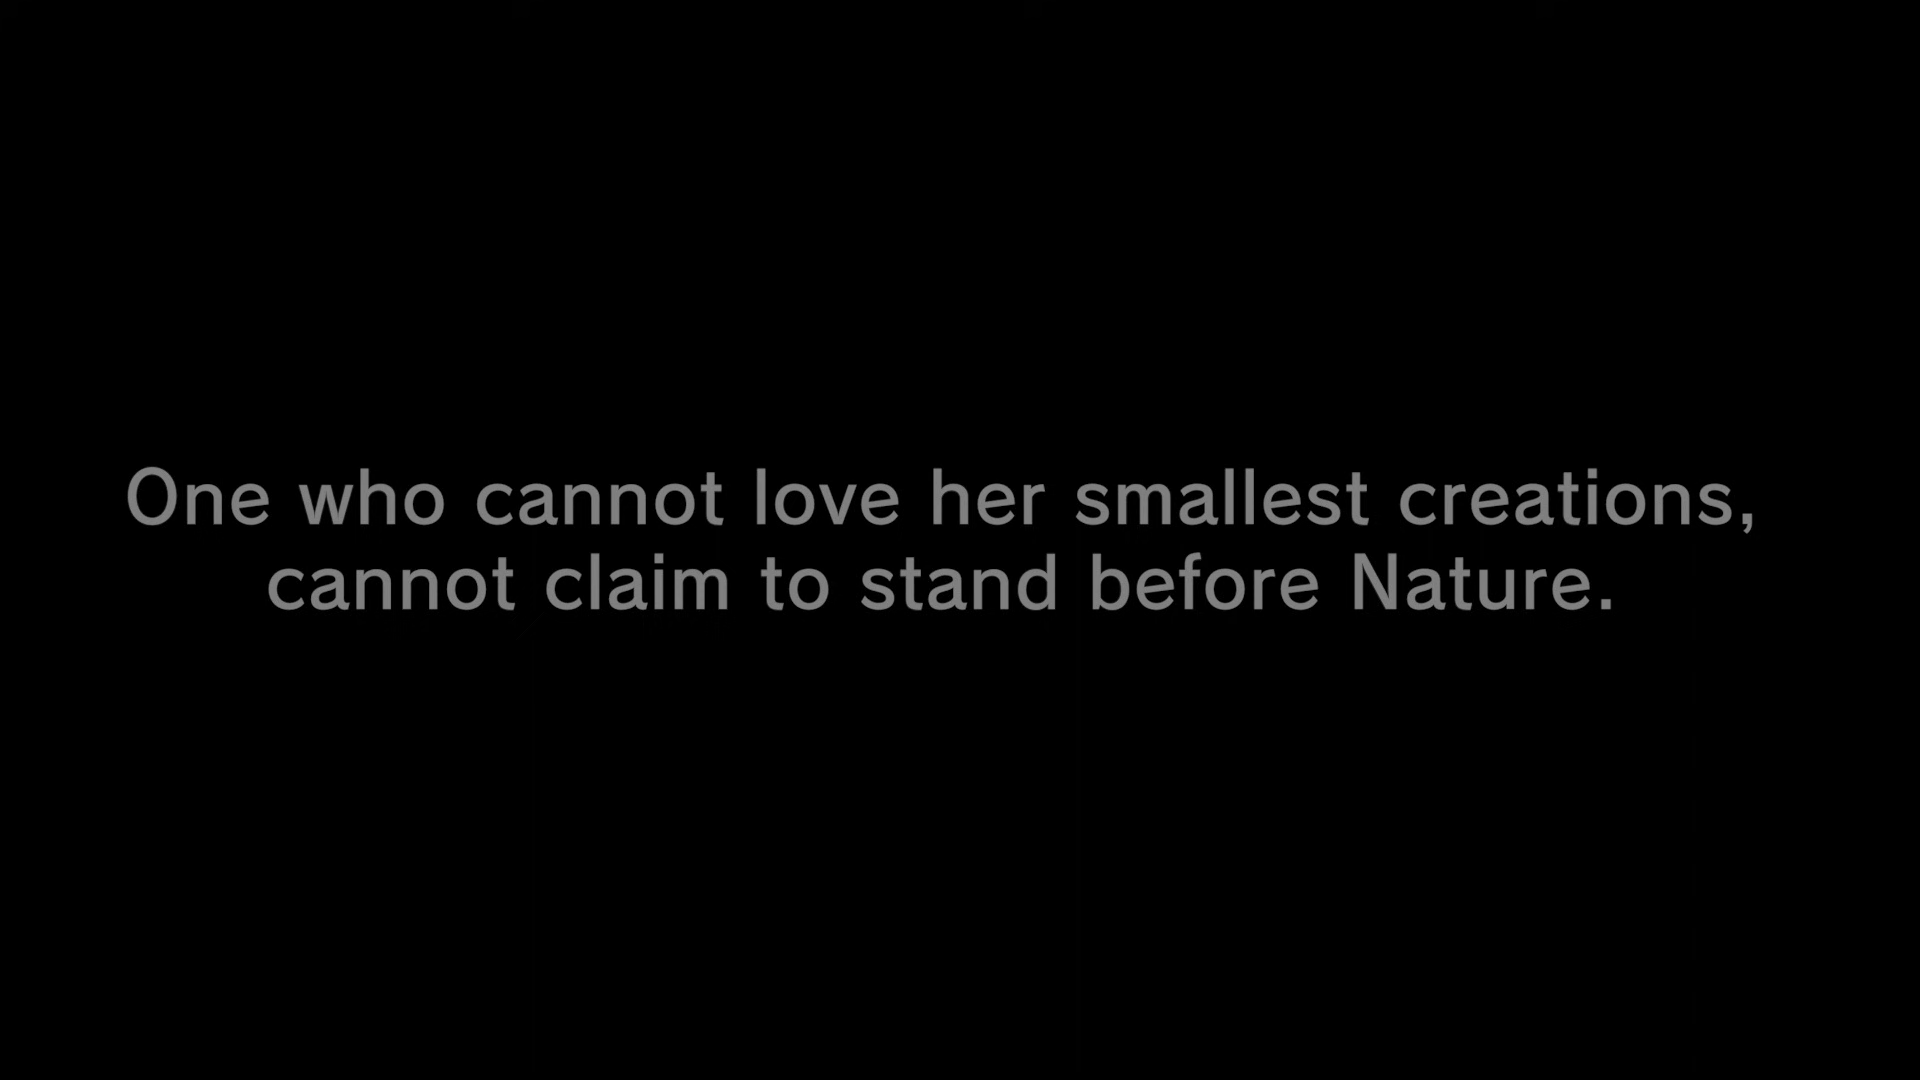 One who cannot love her smallest creations,
cannot claim to stand before Nature.